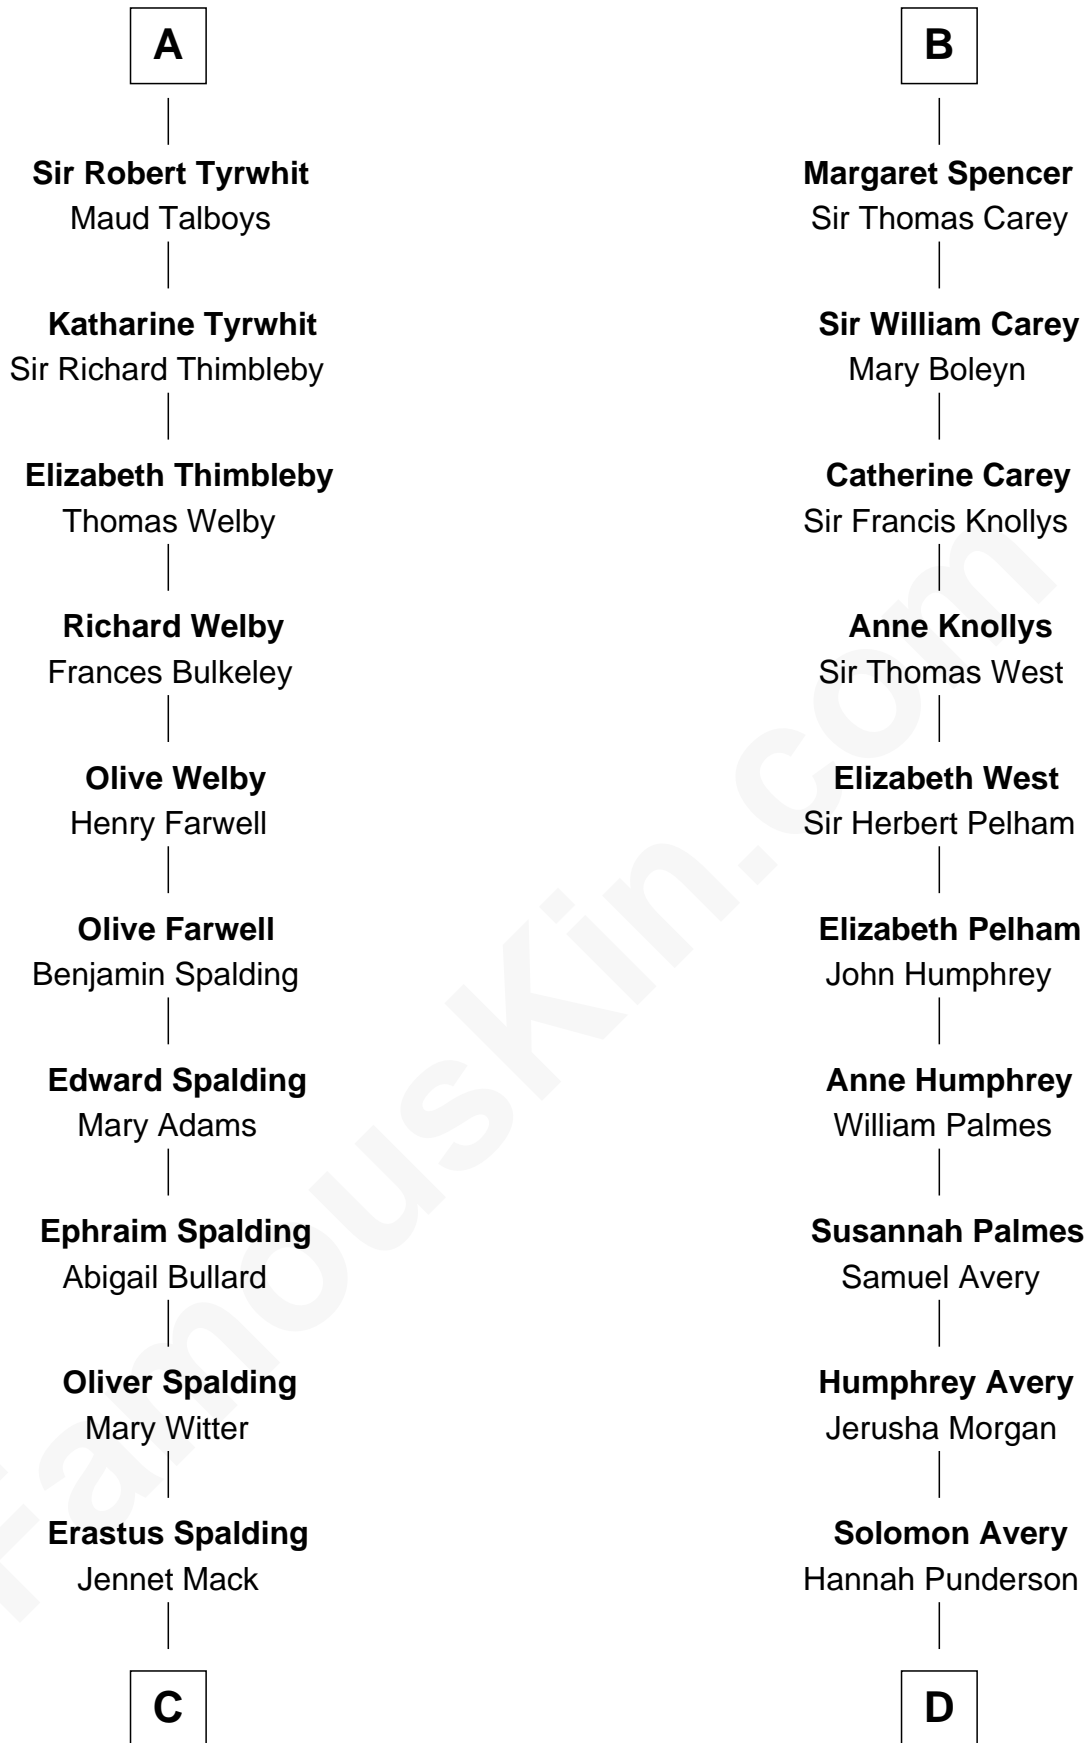 A
Sir Robert Tyrwhit
Maud Talboys
Katharine Tyrwhit
Sir Richard Thimbleby
Elizabeth Thimbleby
Thomas Welby
Richard Welby
Frances Bulkeley
Olive Welby
Henry Farwell
Olive Farwell
Benjamin Spalding
Edward Spalding
Mary Adams
Ephraim Spalding
Abigail Bullard
Oliver Spalding
Mary Witter
Erastus Spalding
Jennet Mack
C
B
Margaret Spencer
Sir Thomas Carey
Sir William Carey
Mary Boleyn
Catherine Carey
Sir Francis Knollys
Anne Knollys
Sir Thomas West
Elizabeth West
Sir Herbert Pelham
Elizabeth Pelham
John Humphrey
Anne Humphrey
William Palmes
Susannah Palmes
Samuel Avery
Humphrey Avery
Jerusha Morgan
Solomon Avery
Hannah Punderson
D
FamousKin.com